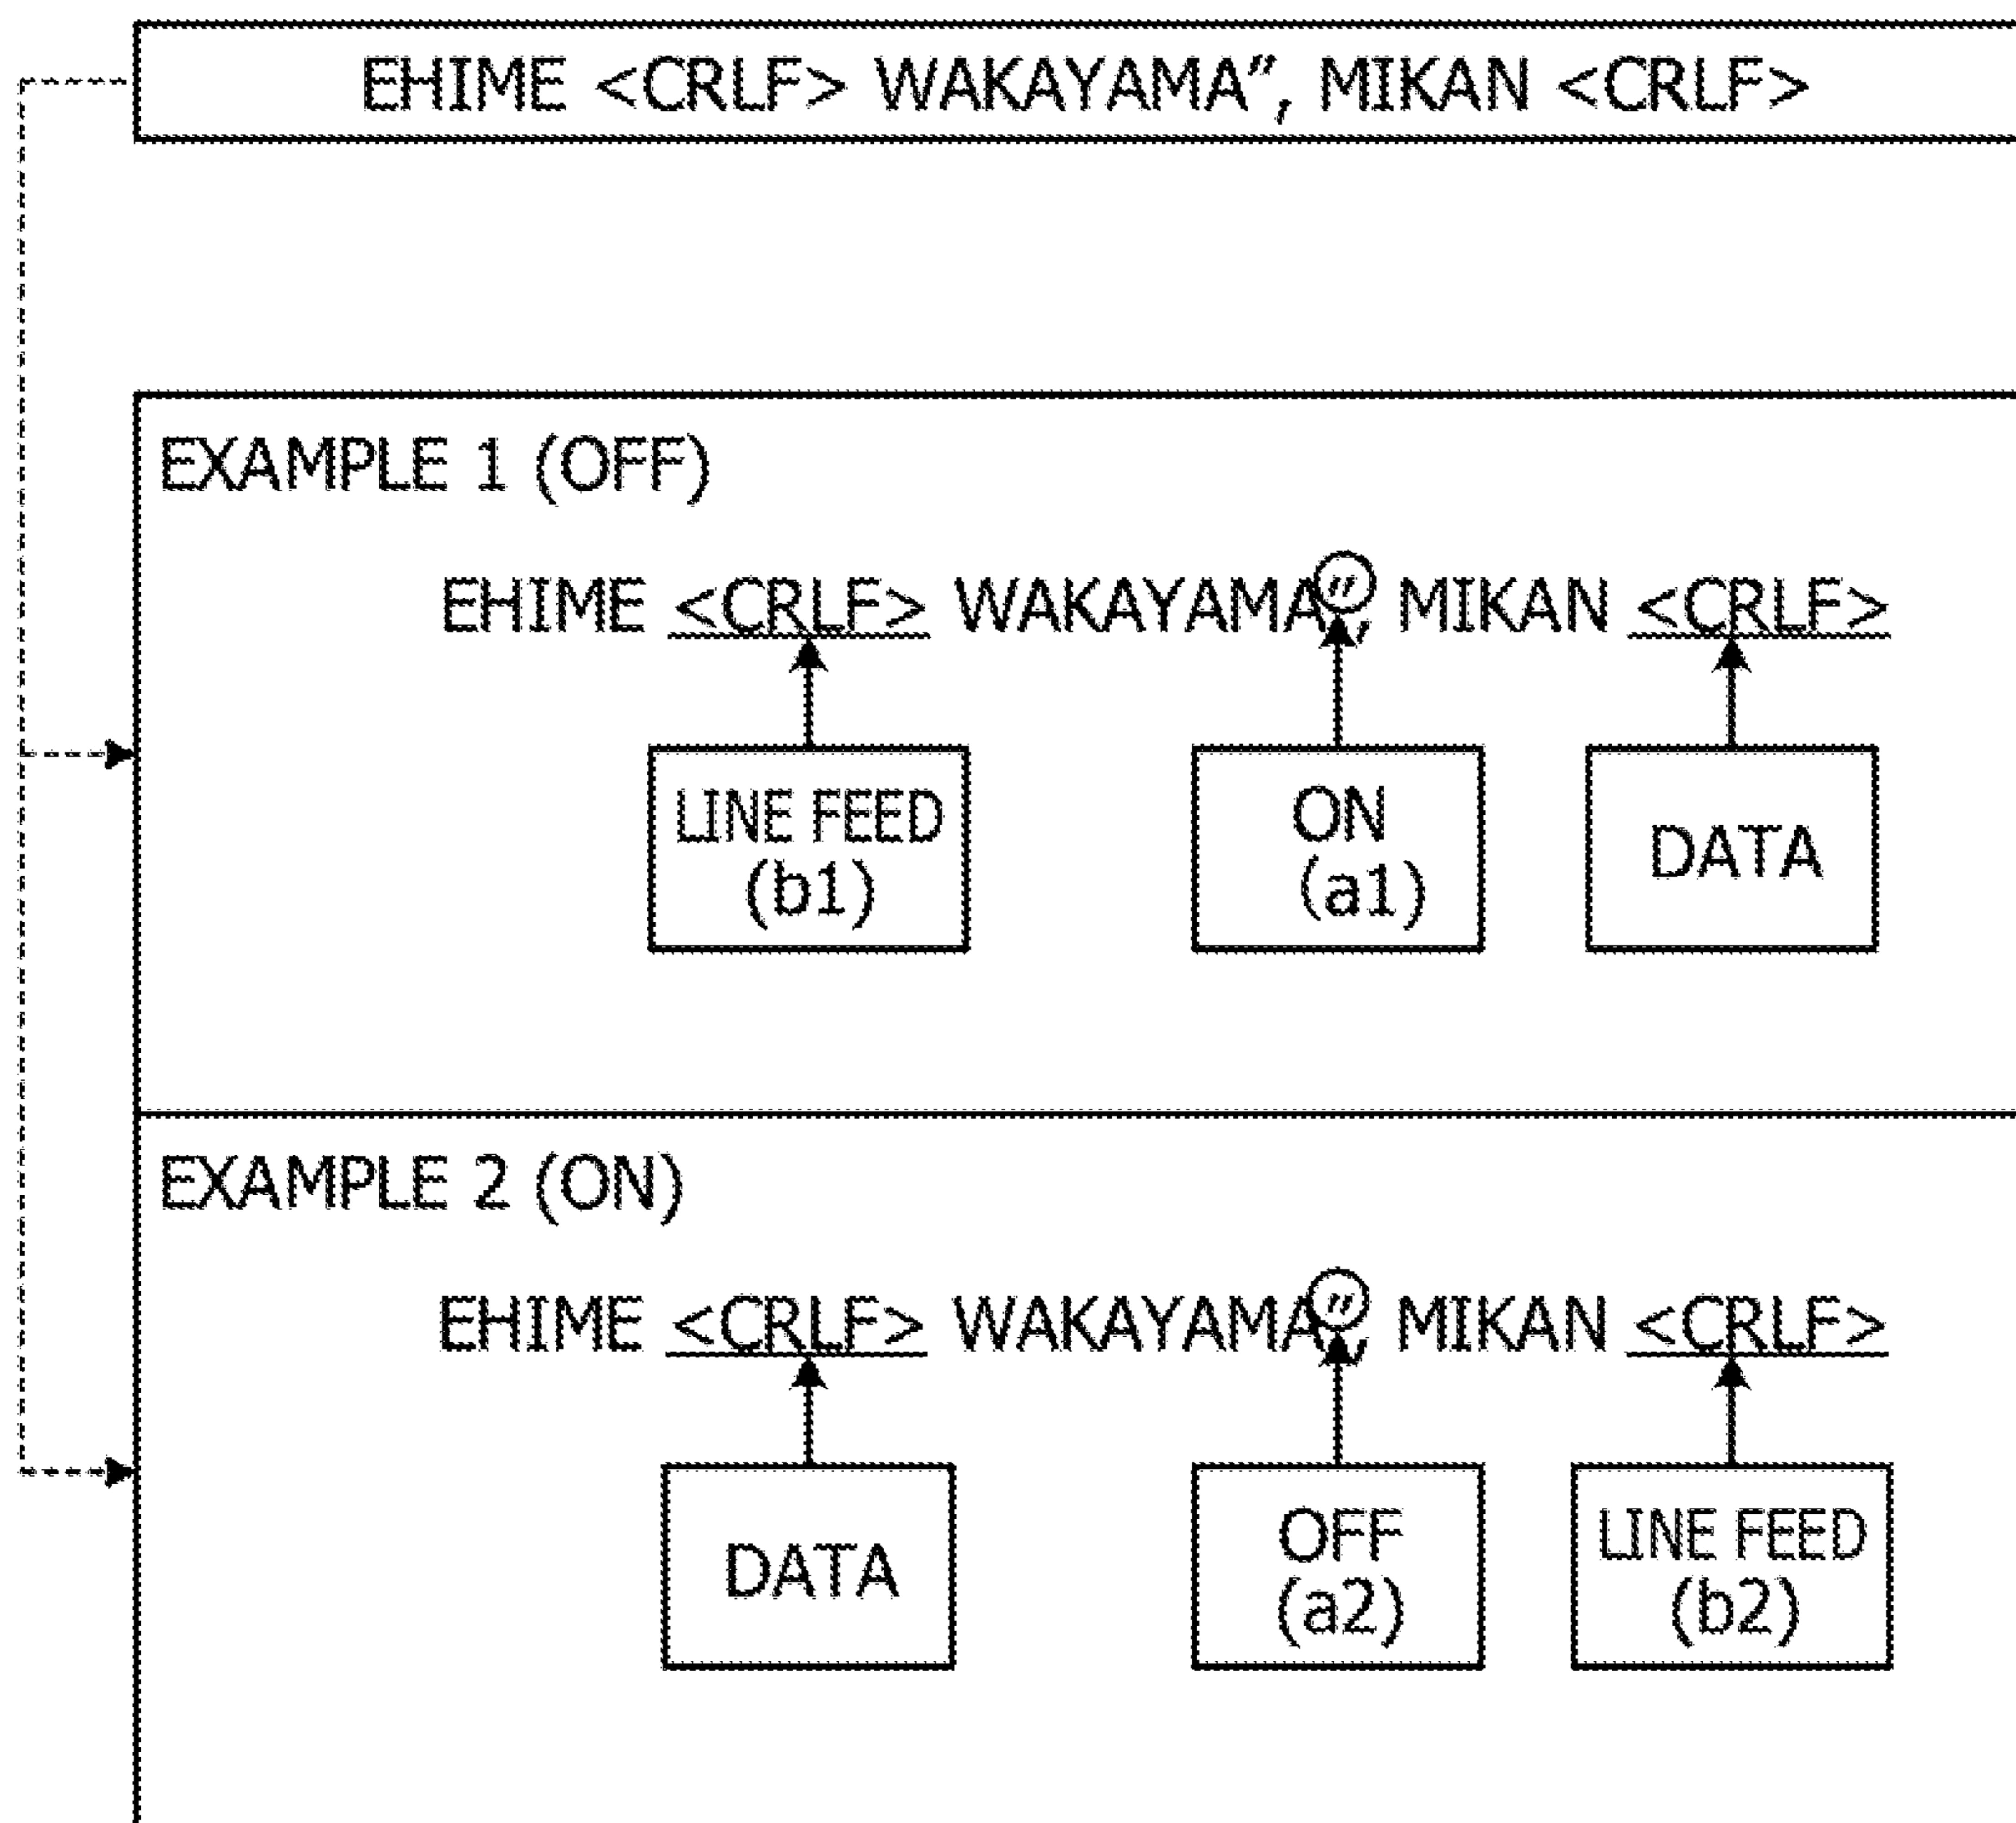 EHIME <CRLF> WAKAYAMA”, MIKAN <CRLF>
EXAMPLE 1 (OFF)
EHIME <CRLF> WAKAYAMA”, MIKAN <CRLF>
LINE FEED
(b1)
ON
(a1)
DATA
EXAMPLE 2 (ON)
EHIME <CRLF> WAKAYAMA”, MIKAN <CRLF>
DATA
OFF
(a2)
LINE FEED
(b2)